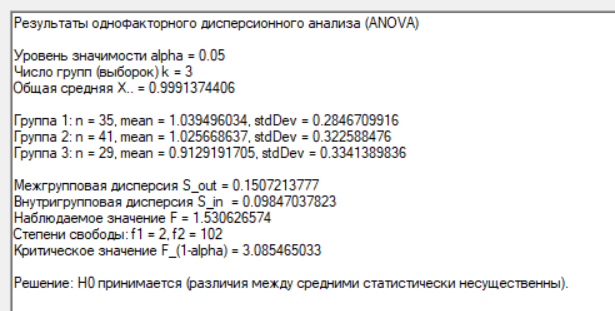 Результаты однофакторного дисперсионного анализа (ANOVA)
Уровень значимости alpha = 0.05
Число групп (выборок) k = 3
Общая средняя X.. = 0.9991374406
Группа 1: n = 35, mean = 1.039496034, stdDev = 0.2846709916
Группа 2: n = 41, mean = 1.025668637, stdDev = 0.322588476
Группа 3: n = 29, mean = 0.9129191705, stdDev = 0.3341389836
Межгрупповая дисперсия S_out = 0.1507213777
Внутригрупповая дисперсия S_in  = 0.09847037823
Наблюдаемое значение F = 1.530626574
Степени свободы: f1 = 2, f2 = 102
Критическое значение F_(1-alpha) = 3.085465033
Решение: H0 принимается (различия между средними статистически несущественны).